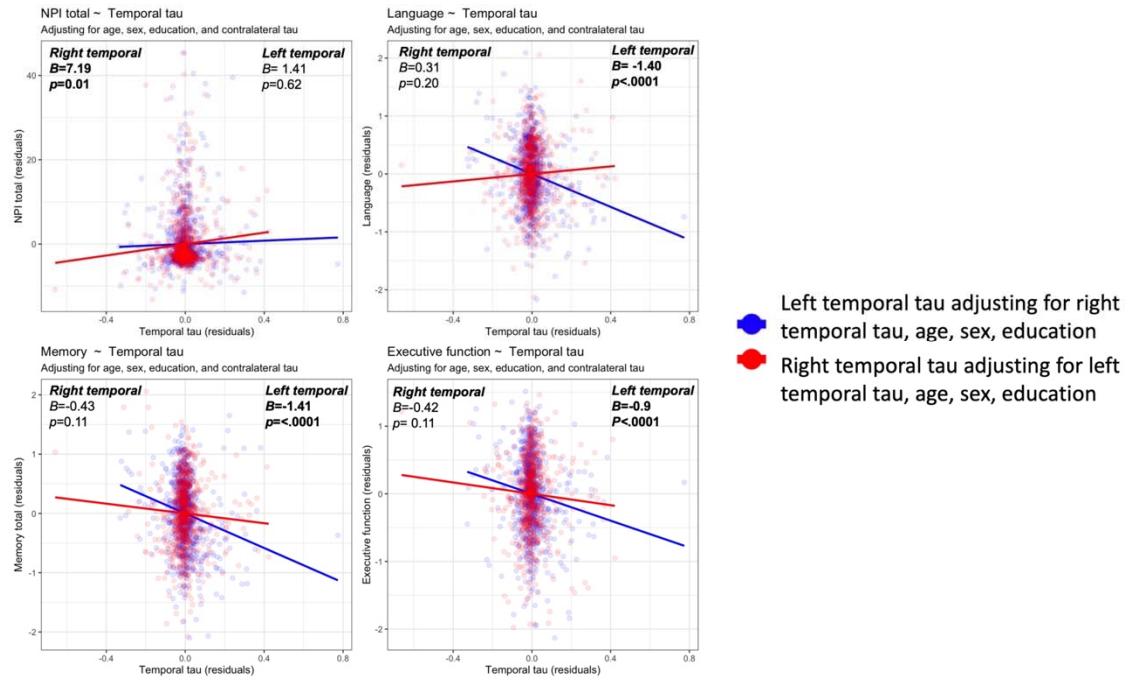 NPI total ~ Temporal tau
Adjusting for age, sex, education, and contralateral tau
Right temporal
B=7.19
p=0.01
Left temporal
B= 1.41
p=0.62
40
20
0
NPI total (residuals)
-0.4
0.0
0.4
0.8
Temporal tau (residuals)
Language ~ Temporal tau
Adjusting for age, sex, education, and contralateral tau
Right temporal
B=0.31
p=0.20
Left temporal
B= -1.40
p<.0001
2
1
0
-1
-2
Language (residuals)
-0.4
0.0
0.4
0.8
Temporal tau (residuals)
Memory ~ Temporal tau
Adjusting for age, sex, education, and contralateral tau
Right temporal
B=-0.43
p=0.11
Left temporal
B=-1.41
p=<.0001
2
1
0
-1
-2
Memory total (residuals)
-0.4
0.0
0.4
0.8
Temporal tau (residuals)
Executive function ~ Temporal tau
Adjusting for age, sex, education, and contralateral tau
Right temporal
B=-0.42
p= 0.11
Left temporal
B=-0.9
P<.0001
1
0
-1
-2
Executive function (residuals)
-0.4
0.0
0.4
0.8
Temporal tau (residuals)
Left temporal tau adjusting for right
temporal tau, age, sex, education
Right temporal tau adjusting for left
temporal tau, age, sex, education